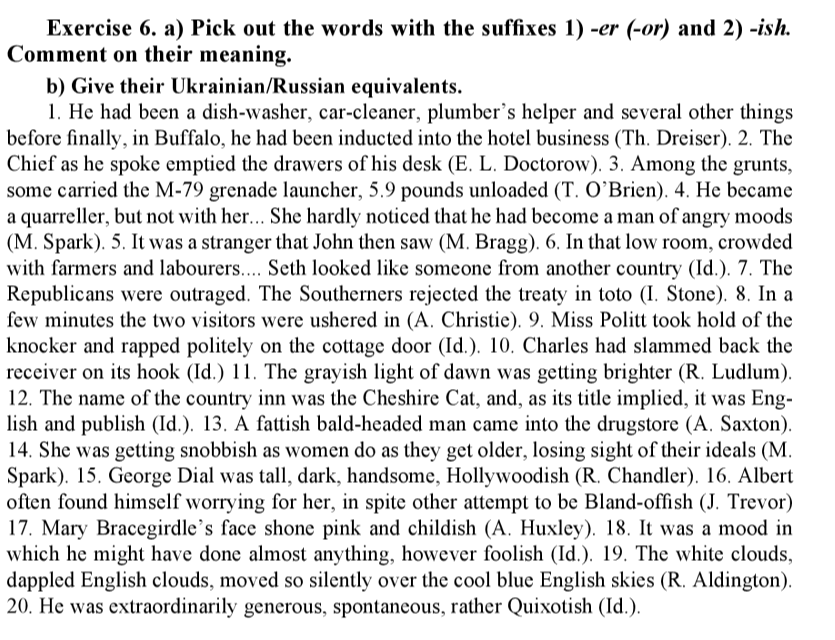 Exercise 6. a) Pick out the words with the suffixes 1) -er (-or) and 2) -ish.
Comment on their meaning.
b) Give their Ukrainian/Russian equivalents.
1. He had been a dish-washer, car-cleaner, plumber's helper and several other things
before finally, in Buffalo, he had been inducted into the hotel business (Th. Dreiser). 2. The
Chief as he spoke emptied the drawers of his desk (E. L. Doctorow). 3. Among the grunts,
some carried the M-79 grenade launcher, 5.9 pounds unloaded (T. O'Brien). 4. He became
a quarreller, but not with her... She hardly noticed that he had become a man of angry moods
(M. Spark). 5. It was a stranger that John then saw (M. Bragg). 6. In that low room, crowded
with farmers and labourers.... Seth looked like someone from another country (Id.). 7. The
Republicans were outraged. The Southerners rejected the treaty in toto (I. Stone). 8. In a
few minutes the two visitors were ushered in (A. Christie). 9. Miss Politt took hold of the
knocker and rapped politely on the cottage door (Id.). 10. Charles had slammed back the
receiver on its hook (Id.) 11. The grayish light of dawn was getting brighter (R. Ludlum).
12. The name of the country inn was the Cheshire Cat, and, as its title implied, it was Eng-
lish and publish (Id.). 13. A fattish bald-headed man came into the drugstore (A. Saxton).
14. She was getting snobbish as women do as they get older, losing sight of their ideals (M.
Spark). 15. George Dial was tall, dark, handsome, Hollywoodish (R. Chandler). 16. Albert
often found himself worrying for her, in spite other attempt to be Bland-offish (J. Trevor)
17. Mary Bracegirdle's face shone pink and childish (A. Huxley). 18. It was a mood in
which he might have done almost anything, however foolish (Id.). 19. The white clouds,
dappled English clouds, moved so silently over the cool blue English skies (R. Aldington).
20. He was extraordinarily generous, spontaneous, rather Quixotish (Id.).